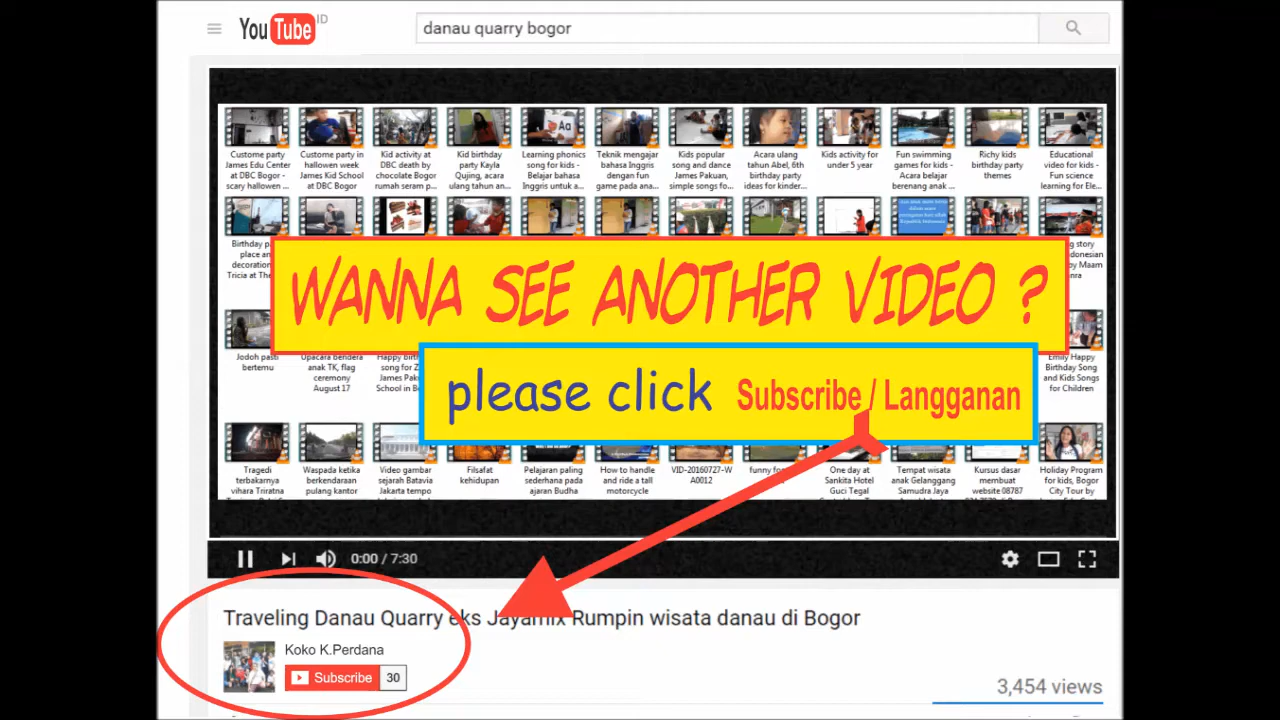 YouTube ID
danau quarry bogor
Custome party James Edu Center at DBC Bogor - scary halloween ...
Custome party in halloween week James Kid School at DBC Bogor
Kid activity at DBC death by chocolate Bogor rumah seram p...
Kid birthday party Kayla Qujing, acara ulang tahun an...
Learning phonics song for kids - Belajar bahasa Inggris untuk a...
Teknik mengajar bahasa Inggris dengan fun game pada ana...
Kids popular song and dance James Pakuan, simple songs fo...
Acara ulang tahun Abel, 6th birthday party ideas for kinder...
Kids activity for under 5 year
Fun swimming games for kids - Acara belajar berenang anak ...
Richy kids birthday party themes
Educational video for kids - Fun science learning for Ele...
Aa
WANNA SEE ANOTHER VIDEO ?
please click Subscribe / Langganan
Jodoh pasti bertemu
Upacara bendera anak TK, flag ceremony August 17
Emily Happy Birthday Song and Kids Songs for Children
Tragedi terbakarnya vihara Triratna
Waspada ketika berkendaraan pulang kantor
Video gambar sejarah Batavia Jakarta tempo
Filsafat kehidupan
Pelajaran paling sederhana pada ajaran Budha
How to handle and ride a tall motorcycle
VID-20160727-WA0012
funny fo
One day at Sankita Hotel Guci Tegal
Tempat wisata anak Gelanggang Samudra Jaya
Kursus dasar membuat website 08787
Holiday Program for kids, Bogor City Tour by
0:00 / 7:30
Traveling Danau Quarry eks Jayamix Rumpin wisata danau di Bogor
Koko K.Perdana
Subscribe 30
3,454 views